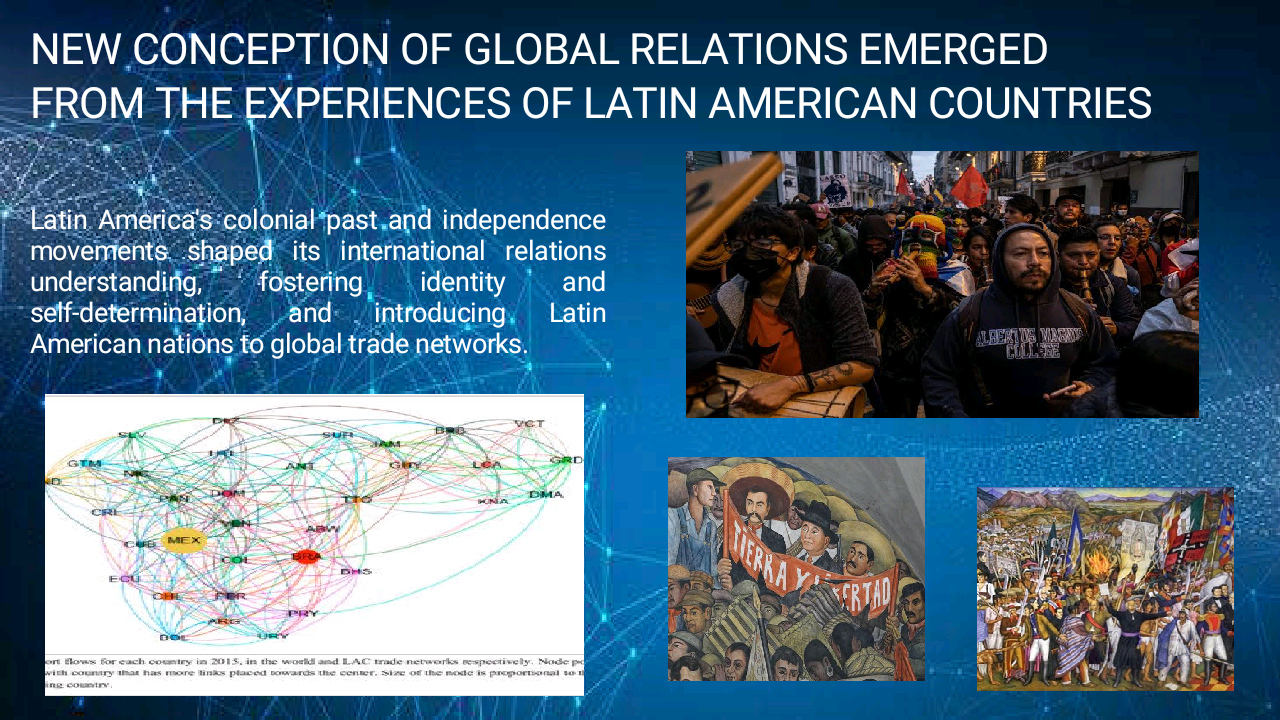 NEW CONCEPTION OF GLOBAL RELATIONS EMERGED
FROM THE EXPERIENCES OF LATIN AMERICAN COUNTRIES
Latin America's colonial past and independence
movements shaped its international relations
understanding, fostering identity and
self-determination, and introducing Latin
American nations to global trade networks.
ALBERTUS MAGNUS
COLLEGE
SLV
SUR
JAM
BRB
VCT
GTM
NIC
ANT
GUY
LCA
GRD
PAN
DOM
TTO
KNA
DMA
CRI
VEN
ABW
CUB
MEX
COL
BRA
BHS
ECU
CHL
PER
ARG
PRY
BOL
URY
ort flows for each country in 2015, in the world and LAC trade networks respectively. Node po
with country that has more links placed towards the center. Size of the node is proportional to t
ing country.
TIERRA Y LIBERTAD